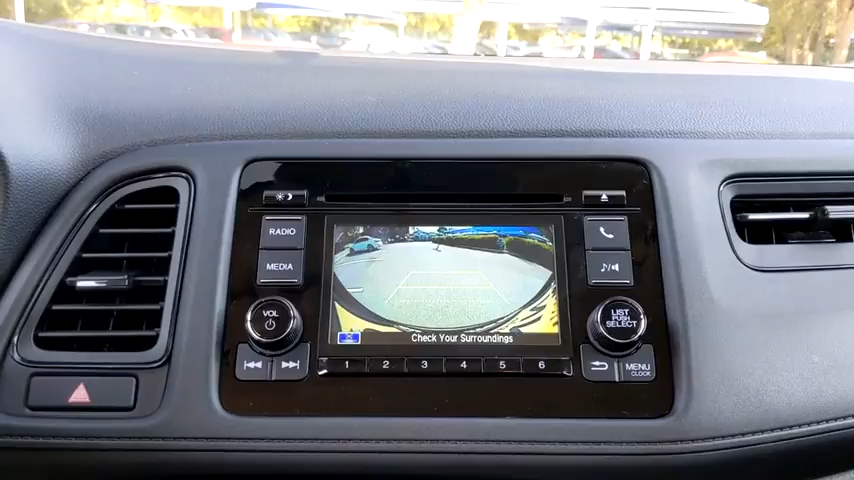 RADIO
MEDIA
VOL
LIST
PUSH
SELECT
Check Your Surroundings
1 2 3 4 5 6
MENU
CLOCK